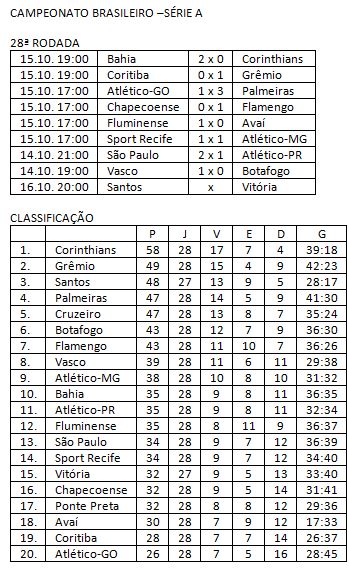 CAMPEONATO BRASILEIRO –SÉRIE A
28ª RODADA
15.10. 19:00 Bahia 2 x 0 Corinthians
15.10. 19:00 Coritiba 0 x 1 Grêmio
15.10. 17:00 Atlético-GO 1 x 3 Palmeiras
15.10. 17:00 Chapecoense 0 x 1 Flamengo
15.10. 17:00 Fluminense 1 x 0 Avaí
15.10. 17:00 Sport Recife 1 x 1 Atlético-MG
14.10. 21:00 São Paulo 2 x 1 Atlético-PR
14.10. 19:00 Vasco 1 x 0 Botafogo
16.10. 20:00 Santos x Vitória
CLASSIFICAÇÃO
P J V E D G
1. Corinthians 58 28 17 7 4 39:18
2. Grêmio 49 28 15 4 9 42:23
3. Santos 48 27 13 9 5 28:17
4. Palmeiras 47 28 14 5 9 41:30
5. Cruzeiro 47 28 13 8 7 35:24
6. Botafogo 43 28 12 7 9 36:30
7. Flamengo 43 28 11 10 7 36:26
8. Vasco 39 28 11 6 11 29:38
9. Atlético-MG 38 28 10 8 10 31:32
10. Bahia 35 28 9 8 11 36:35
11. Atlético-PR 35 28 9 8 11 32:34
12. Fluminense 35 28 8 11 9 36:37
13. São Paulo 34 28 9 7 12 36:39
14. Sport Recife 34 28 9 7 12 34:40
15. Vitória 32 27 9 5 13 33:40
16. Chapecoense 32 28 9 5 14 31:41
17. Ponte Preta 32 28 8 8 12 29:36
18. Avaí 30 28 7 9 12 17:33
19. Coritiba 28 28 7 7 14 26:37
20. Atlético-GO 26 28 7 5 16 28:45